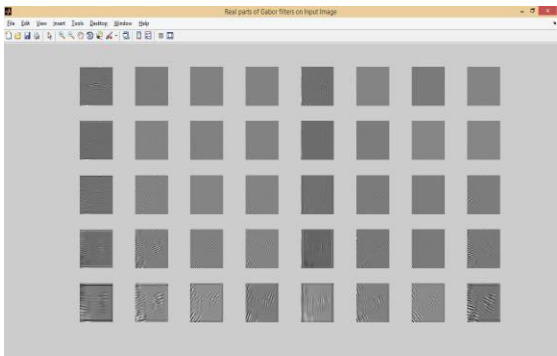 Real parts of Gabor filters on Input Image
File Edit View Insert Tools Desktop Window Help